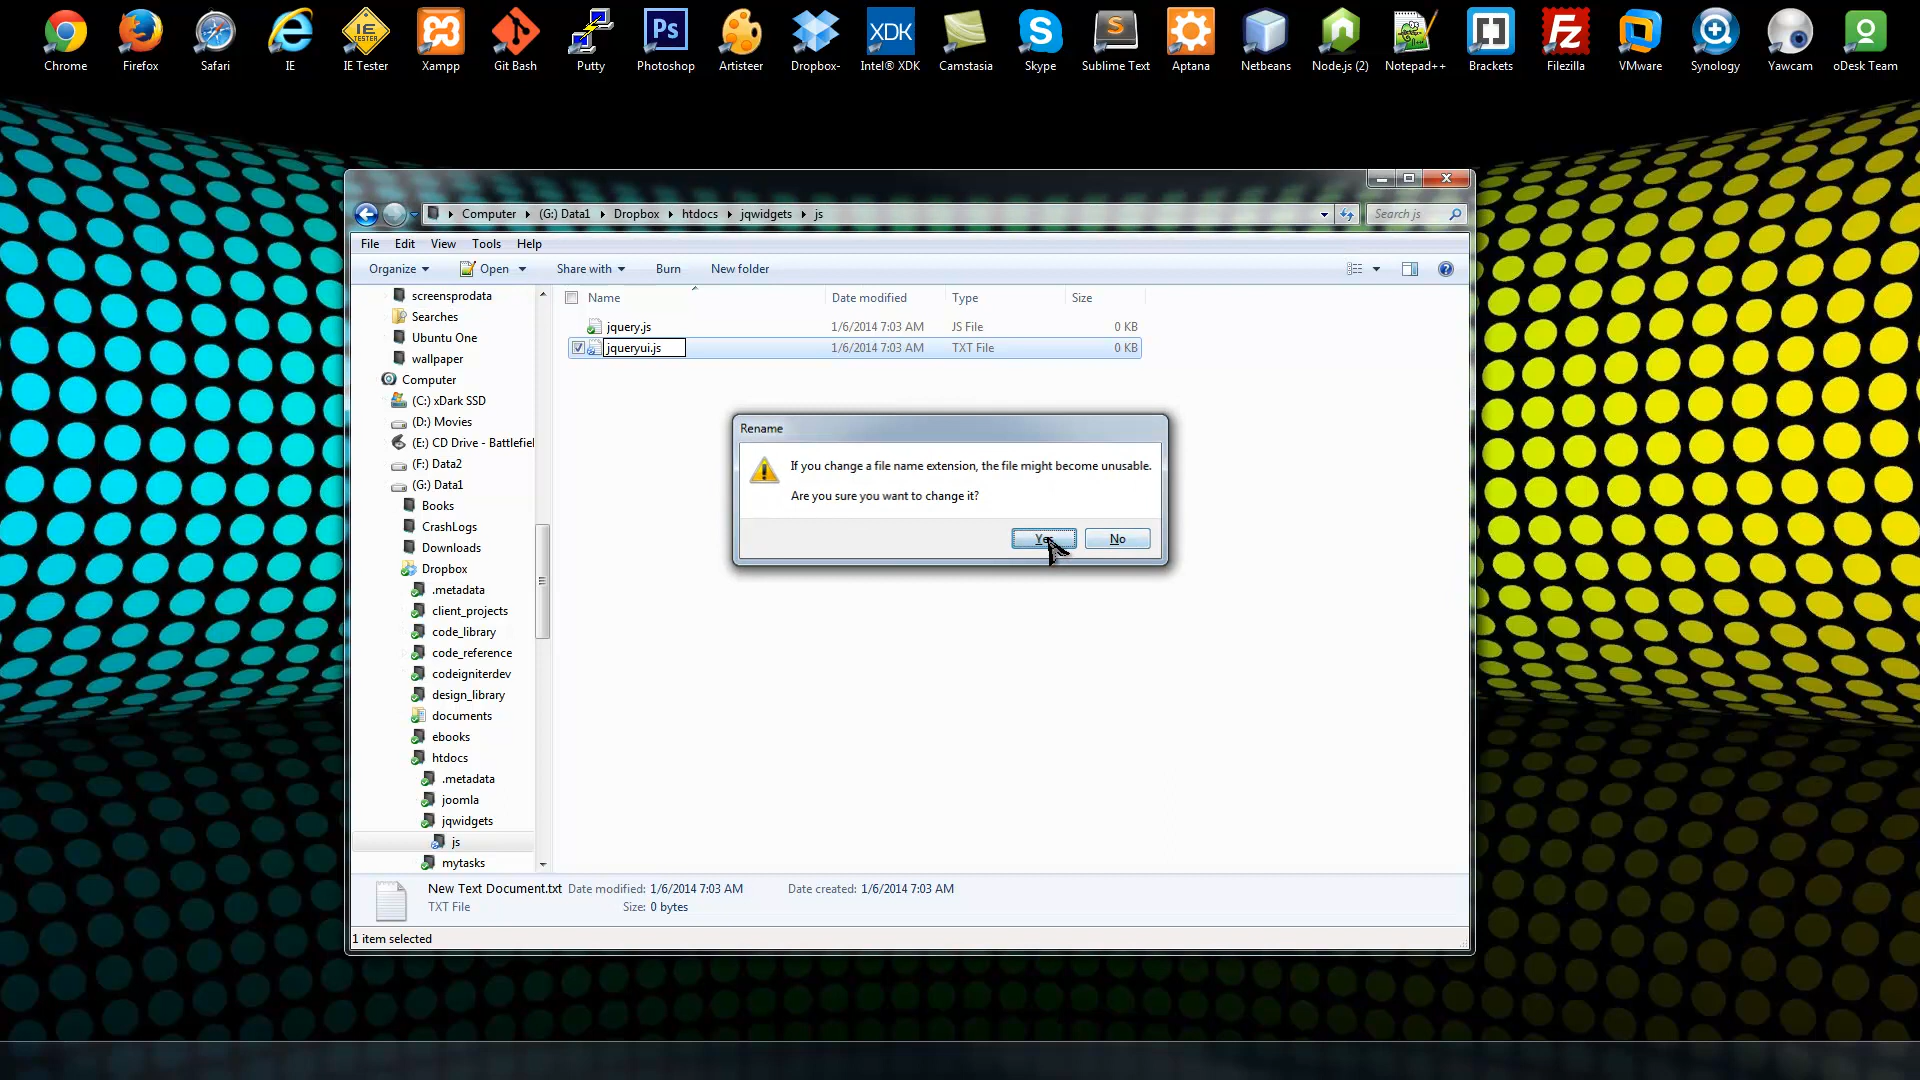 Chrome
Firefox
Safari
IE
IE Tester
Xampp
Git Bash
Putty
Photoshop
Artisteer
Dropbox-
Intel® XDK
Camstasia
Skype
Sublime Text
Aptana
Netbeans
Node.js (2)
Notepad++
Brackets
Filezilla
VMware
Synology
Yawcam
oDesk Team
IE
TESTER
Ps
XDK
Computer
(G:) Data1
Dropbox
htdocs
jqwidgets
js
Search js
File
Edit
View
Tools
Help
Organize
Open
Share with
Burn
New folder
Name
Date modified
Type
Size
jquery.js
1/6/2014 7:03 AM
JS File
0 KB
jqueryui.js
1/6/2014 7:03 AM
TXT File
0 KB
screensprodata
Searches
Ubuntu One
wallpaper
Computer
(C:) xDark SSD
(D:) Movies
(E:) CD Drive - Battlefiel
(F:) Data2
(G:) Data1
Books
CrashLogs
Downloads
Dropbox
.metadata
client_projects
code_library
code_reference
codeigniterdev
design_library
documents
ebooks
htdocs
.metadata
joomla
jqwidgets
js
mytasks
Rename
If you change a file name extension, the file might become unusable.
Are you sure you want to change it?
Yes
No
New Text Document.txt
Date modified: 1/6/2014 7:03 AM
Date created: 1/6/2014 7:03 AM
TXT File
Size: 0 bytes
1 item selected